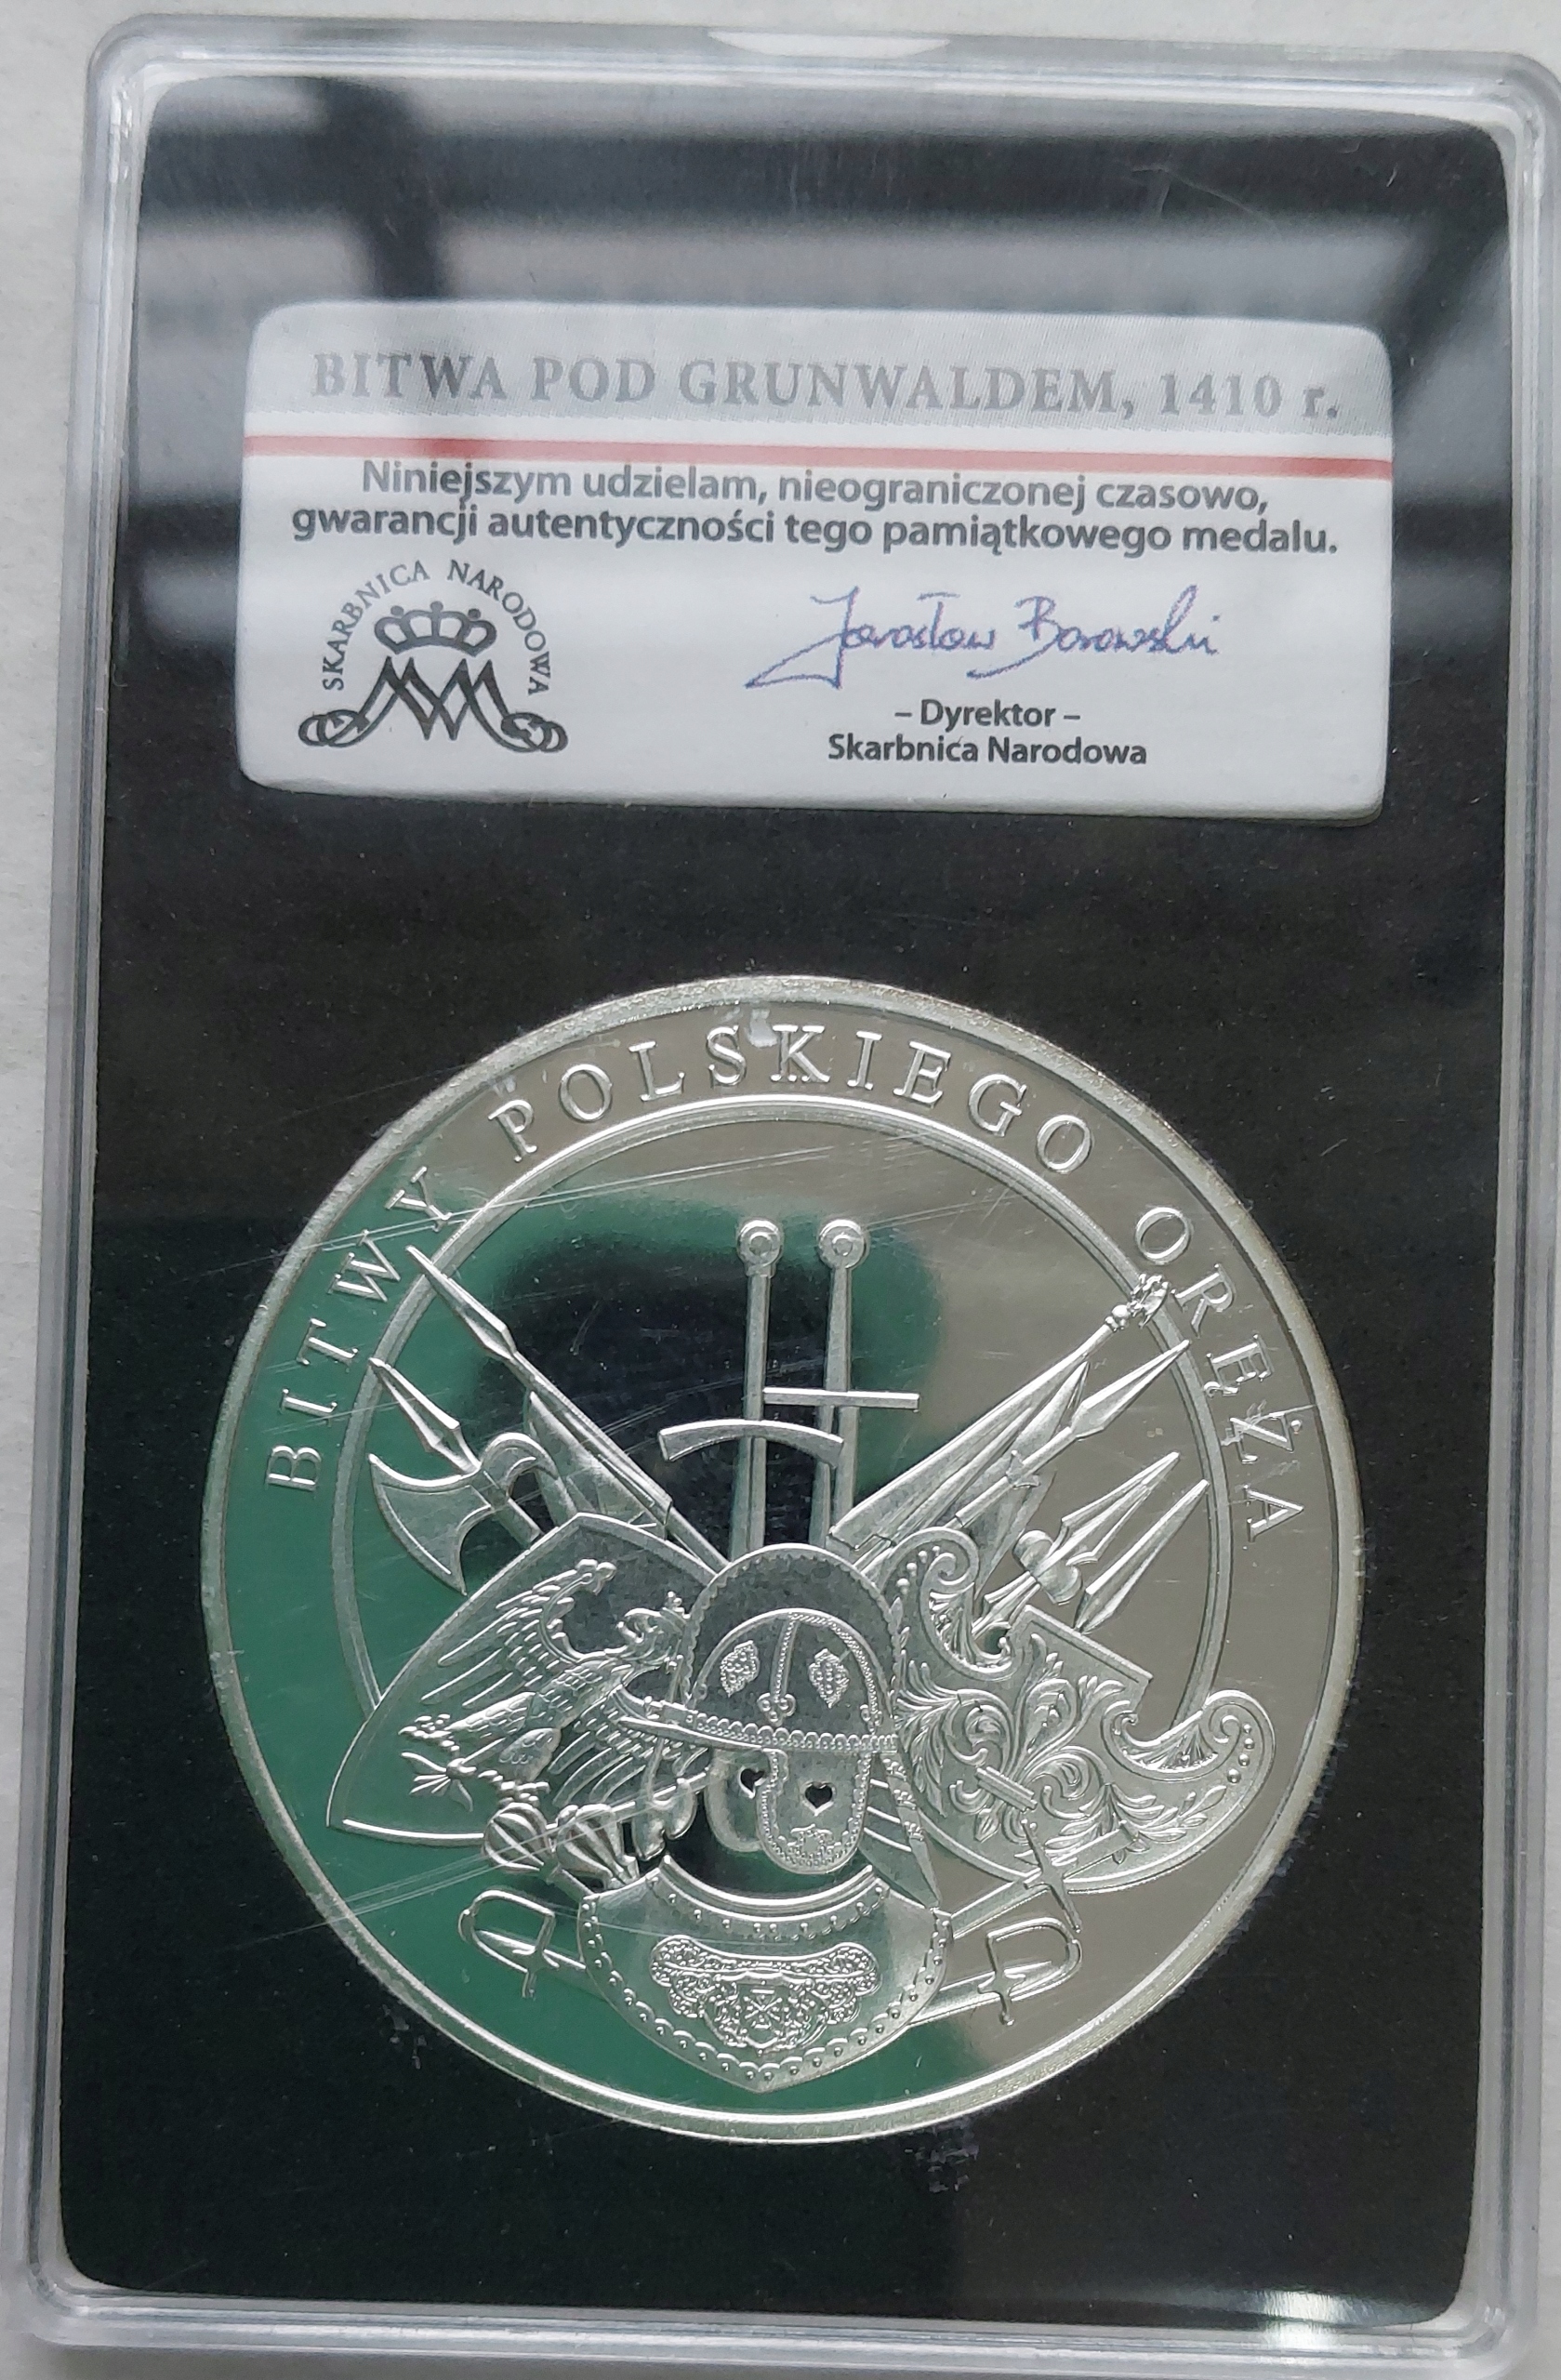 BITWA POD GRUNWALDEM, 1410 r.
Niniejszym udzielam, nieograniczonej czasowo,
gwarancji autentyczności tego pamiątkowego medalu.
SKARBNICA NARODOWA
Jarosław Borowski
– Dyrektor –
Skarbnica Narodowa
BITWY POLSKIEGO ORĘŻA